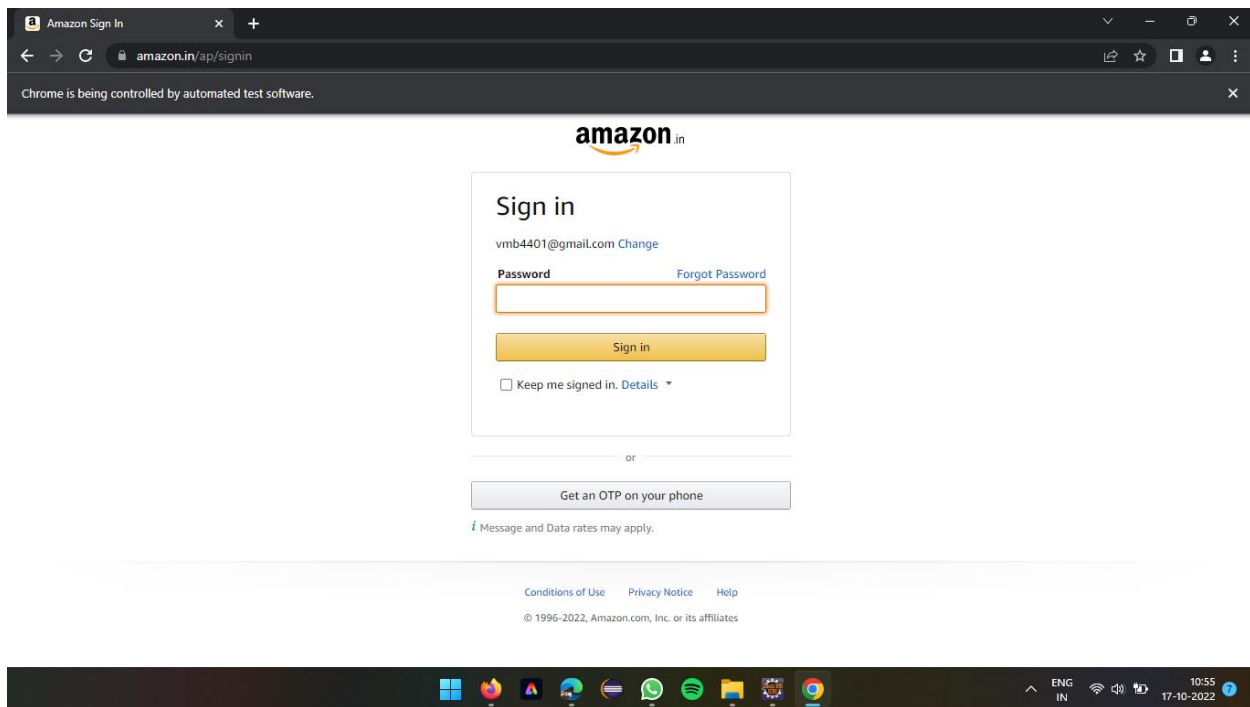 Amazon Sign In
amazon.in/ap/signin
Chrome is being controlled by automated test software.
amazon.in
Sign in
vmb4401@gmail.com Change
Password Forgot Password
Sign in
Keep me signed in. Details
or
Get an OTP on your phone
i Message and Data rates may apply.
Conditions of Use Privacy Notice Help
© 1996-2022, Amazon.com, Inc. or its affiliates
ENG 10:55
IN 17-10-2022 7